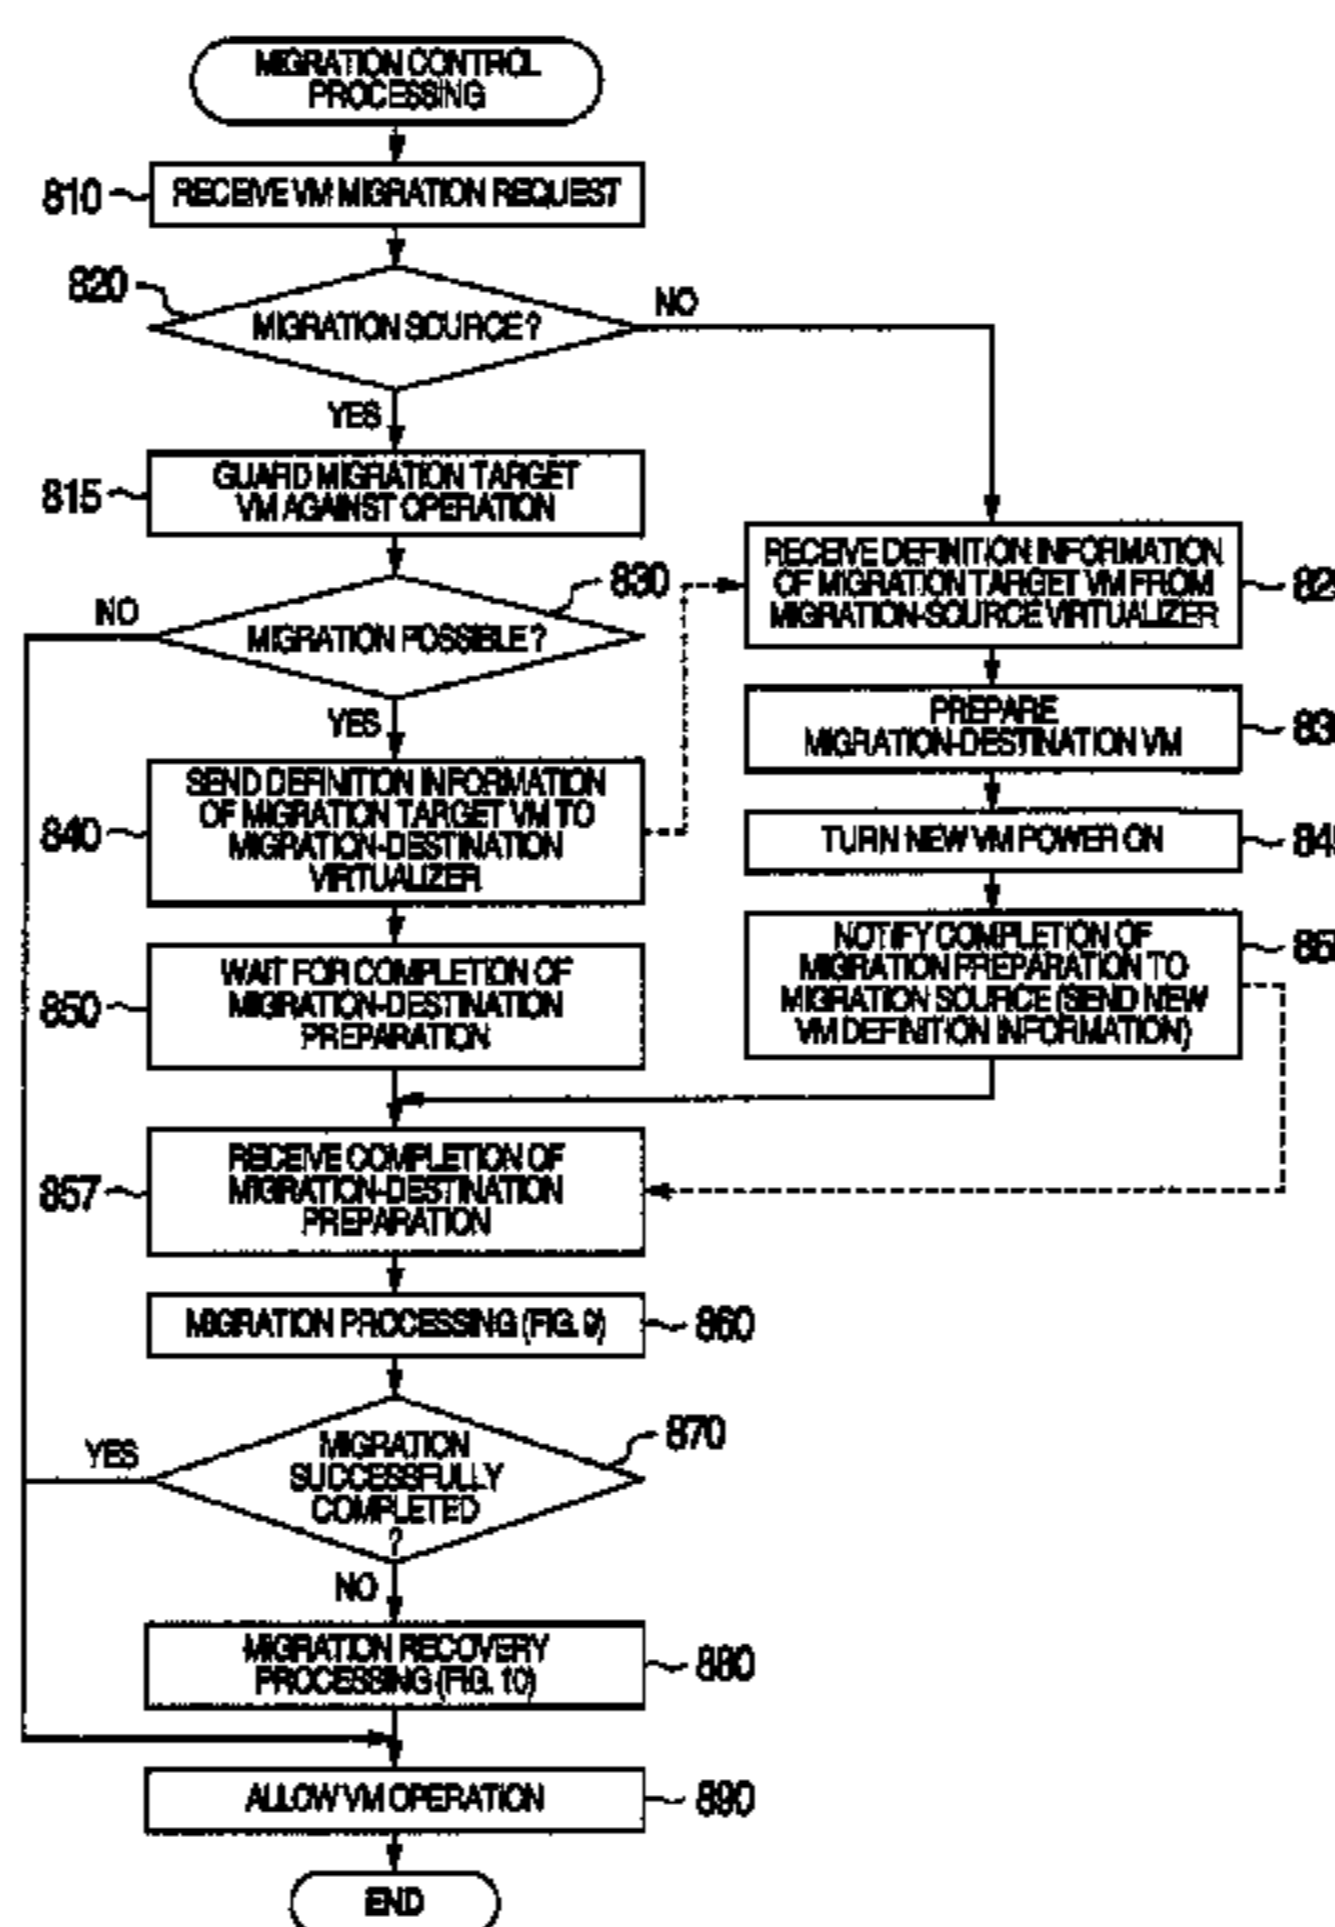 MIGRATION CONTROL
PROCESSING
810
RECEIVE VM MIGRATION REQUEST
820
MIGRATION SOURCE?
NO
YES
815
GUARD MIGRATION TARGET
VM AGAINST OPERATION
830
NO
MIGRATION POSSIBLE?
YES
840
SEND DEFINITION INFORMATION
OF MIGRATION TARGET VM TO
MIGRATION-DESTINATION
VIRTUALIZER
850
WAIT FOR COMPLETION OF
MIGRATION-DESTINATION
PREPARATION
RECEIVE DEFINITION INFORMATION
OF MIGRATION TARGET VM FROM
MIGRATION-SOURCE VIRTUALIZER
PREPARE
MIGRATION-DESTINATION VM
TURN NEW VM POWER ON
NOTIFY COMPLETION OF
MIGRATION PREPARATION TO
MIGRATION SOURCE (SEND NEW
VM DEFINITION INFORMATION)
857
RECEIVE COMPLETION OF
MIGRATION-DESTINATION
PREPARATION
MIGRATION PROCESSING (FIG. 9)
860
870
YES
MIGRATION
SUCCESSFULLY
COMPLETED
?
NO
MIGRATION RECOVERY
PROCESSING (FIG. 10)
880
ALLOW VM OPERATION
890
END